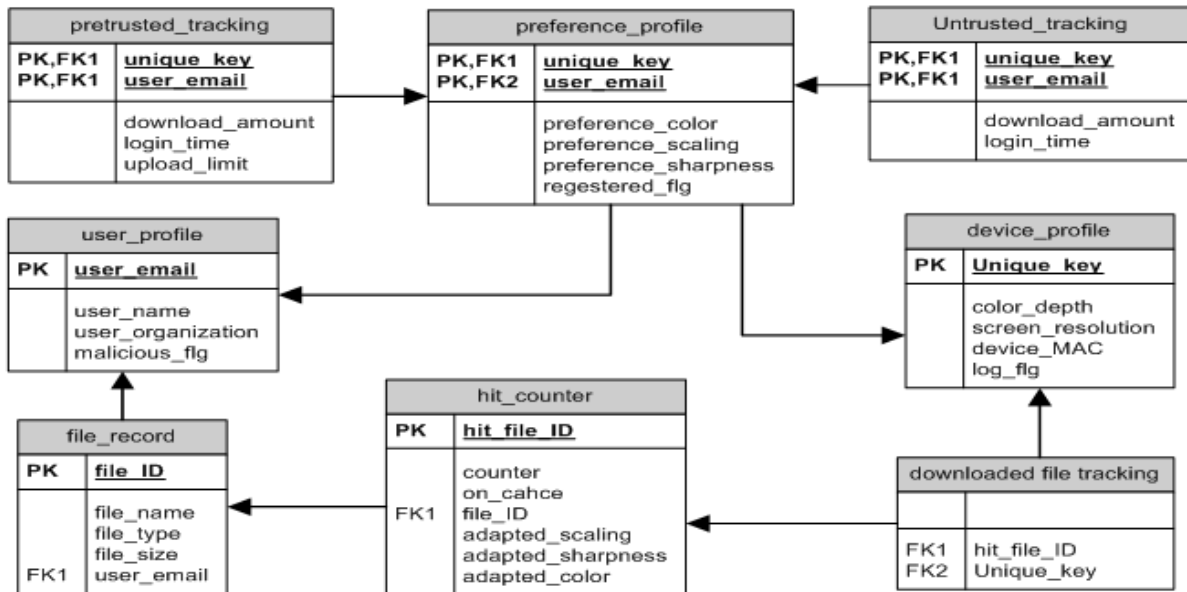 pretrusted_tracking
PK,FK1 unique_key
PK,FK1 user_email
download_amount
login_time
upload_limit
preference_profile
PK,FK1 unique_key
PK,FK2 user_email
preference_color
preference_scaling
preference_sharpness
regestered_flg
Untrusted_tracking
PK,FK1 unique_key
PK,FK1 user_email
download_amount
login_time
user_profile
PK user_email
user_name
user_organization
malicious_flg
device_profile
PK Unique_key
color_depth
screen_resolution
device_MAC
log_flg
file_record
PK file_ID
file_name
file_type
file_size
FK1 user_email
hit_counter
PK hit_file_ID
counter
on_cahce
FK1 file_ID
adapted_scaling
adapted_sharpness
adapted_color
downloaded file tracking
FK1 hit_file_ID
FK2 Unique_key